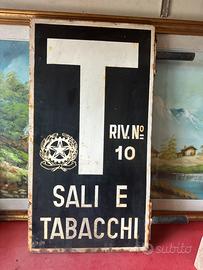 T
RIV. Nº
10
SALI E
TABACCHI
subito